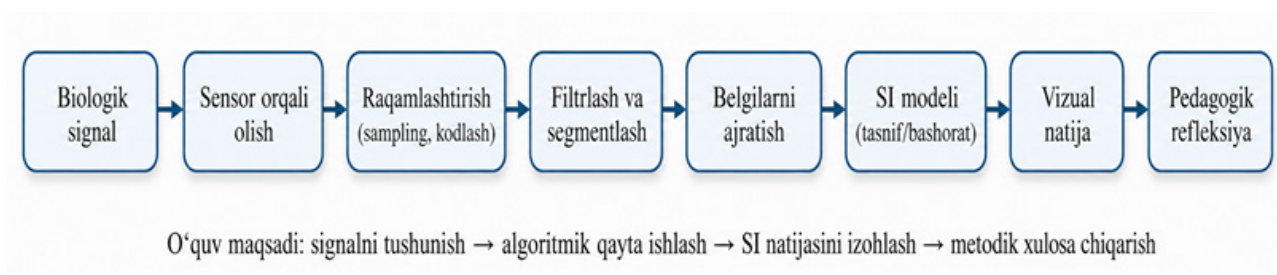 Biologik
signal
Sensor orqali
olish
Raqamlashtirish
(sampling, kodlash)
Filtrlash va
segmentlash
Belgilarni
ajratish
SI modeli
(tasnif/bashorat)
Vizual
natija
Pedagogik
refleksiya
O‘quv maqsadi: signalni tushunish → algoritmik qayta ishlash → SI natijasini izohlash → metodik xulosa chiqarish